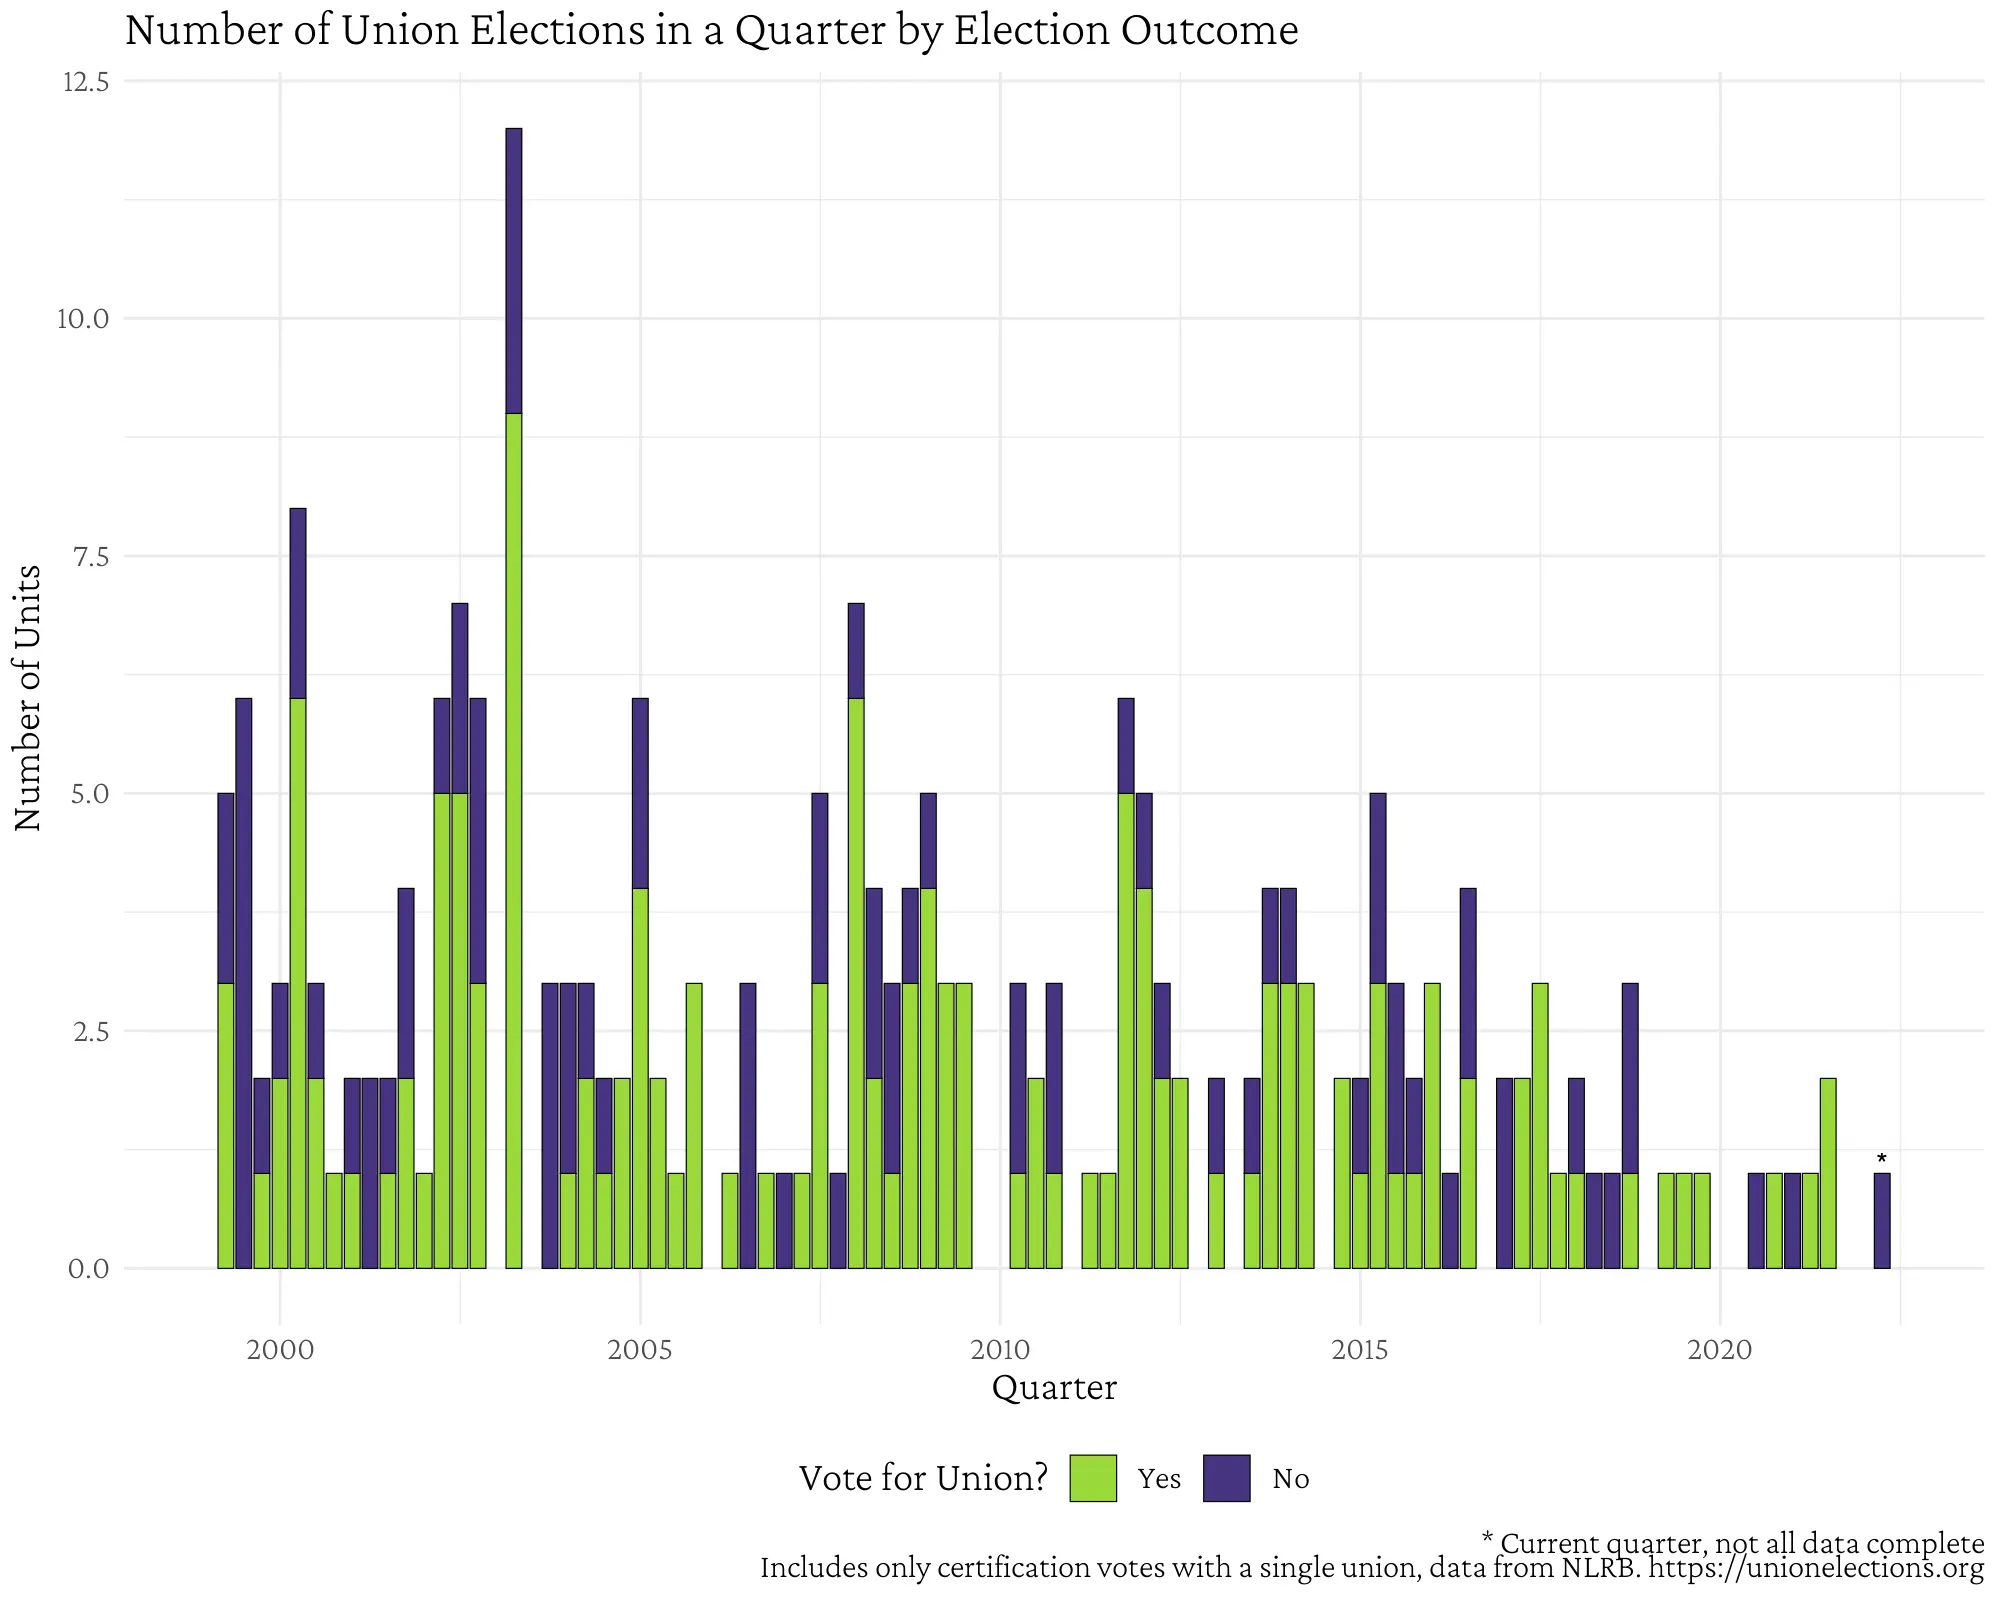 Number of Union Elections in a Quarter by Election Outcome
12.5
10.0
7.5
5.0
2.5
0.0
Number of Units
*
2000 2005 2010 2015 2020
Quarter
Vote for Union? Yes No
* Current quarter, not all data complete
Includes only certification votes with a single union, data from NLRB. https://unionelections.org